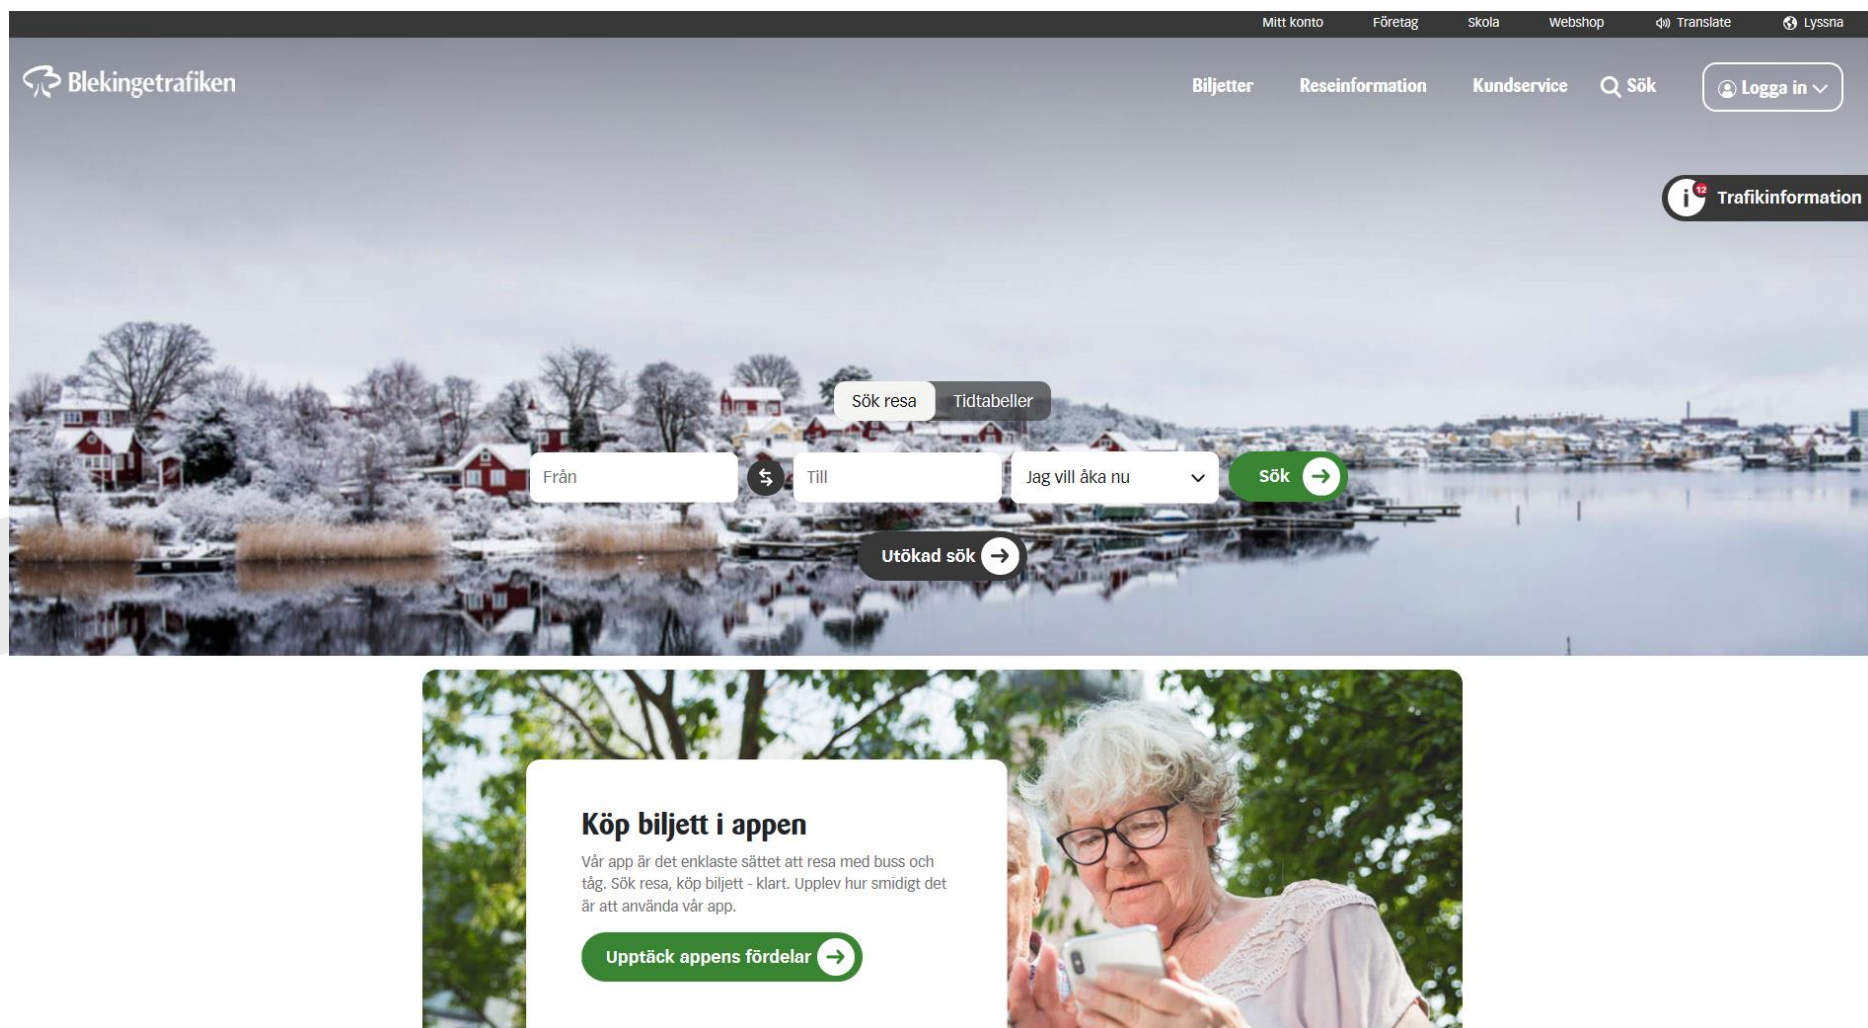 Mitt konto Företag Skola Webshop Translate Lyssna
Blekingetrafiken
Biljetter Reseinformation Kundservice Sök Logga in
12 Trafikinformation
Sök resa Tidtabeller
Från Till Jag vill åka nu Sök
Utökad sök
Köp biljett i appen
Vår app är det enklaste sättet att resa med buss och
tåg. Sök resa, köp biljett - klart. Upplev hur smidigt det
är att använda vår app.
Upptäck appens fördelar